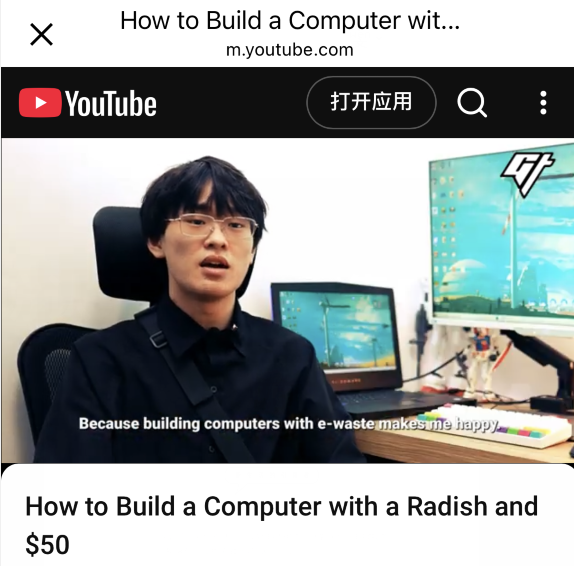 How to Build a Computer wit...
m.youtube.com
YouTube
打开应用
GT
Because building computers with e-waste makes me happy.
How to Build a Computer with a Radish and
$50